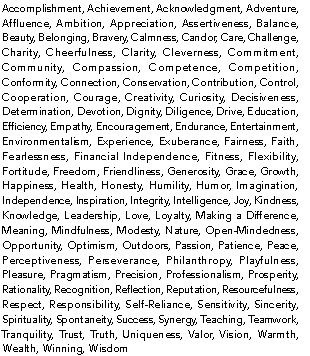 Accomplishment, Achievement, Acknowledgment, Adventure,
Affluence, Ambition, Appreciation, Assertiveness, Balance,
Beauty, Belonging, Bravery, Calmness, Candor, Care, Challenge,
Charity, Cheerfulness, Clarity, Cleverness, Commitment,
Community, Compassion, Competence, Competition,
Conformity, Connection, Conservation, Contribution, Control,
Cooperation, Courage, Creativity, Curiosity, Decisiveness,
Determination, Devotion, Dignity, Diligence, Drive, Education,
Efficiency, Empathy, Encouragement, Endurance, Entertainment,
Environmentalism, Experience, Exuberance, Fairness, Faith,
Fearlessness, Financial Independence, Fitness, Flexibility,
Fortitude, Freedom, Friendliness, Generosity, Grace, Growth,
Happiness, Health, Honesty, Humility, Humor, Imagination,
Independence, Inspiration, Integrity, Intelligence, Joy, Kindness,
Knowledge, Leadership, Love, Loyalty, Making a Difference,
Meaning, Mindfulness, Modesty, Nature, Open-Mindedness,
Opportunity, Optimism, Outdoors, Passion, Patience, Peace,
Perceptiveness, Perseverance, Philanthropy, Playfulness,
Pleasure, Pragmatism, Precision, Professionalism, Prosperity,
Rationality, Recognition, Reflection, Reputation, Resourcefulness,
Respect, Responsibility, Self-Reliance, Sensitivity, Sincerity,
Spirituality, Spontaneity, Success, Synergy, Teaching, Teamwork,
Tranquility, Trust, Truth, Uniqueness, Valor, Vision, Warmth,
Wealth, Winning, Wisdom